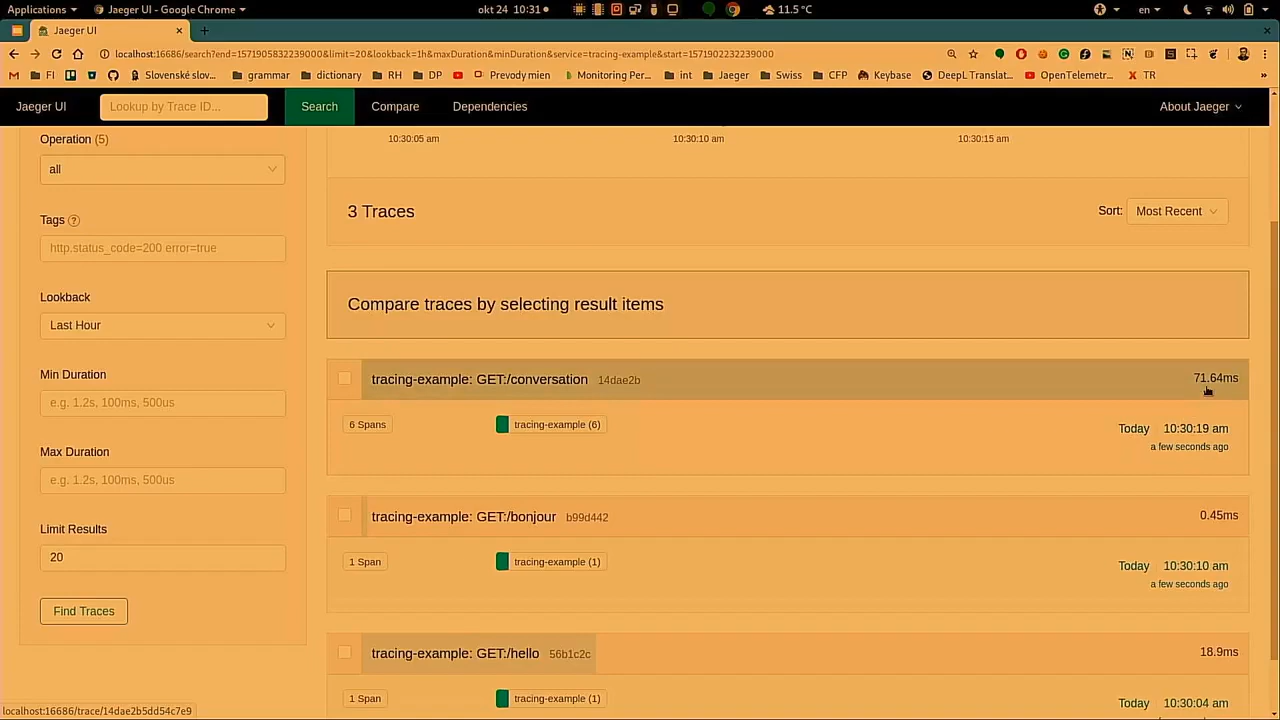 Applications
Jaeger UI - Google Chrome
okt 24 10:31
11.5 °C
en
Jaeger UI
localhost:16686/search?end=1571905832239000&limit=20&lookback=1h&maxDuration&minDuration&service=tracing-example&start=1571902232239000
FI
Slovenské slov...
grammar
dictionary
RH
DP
Prevody mien
Monitoring Per...
int
Jaeger
Swiss
CFP
Keybase
DeepL Translat...
OpenTelemetr...
TR
»
Jaeger UI
Lookup by Trace ID...
Search
Compare
Dependencies
About Jaeger
Operation (5)
all
Tags ?
http.status_code=200 error=true
Lookback
Last Hour
Min Duration
e.g. 1.2s, 100ms, 500us
Max Duration
e.g. 1.2s, 100ms, 500us
Limit Results
20
Find Traces
10:30:05 am
10:30:10 am
10:30:15 am
3 Traces
Sort: Most Recent
Compare traces by selecting result items
tracing-example: GET:/conversation 14dae2b
71.64ms
6 Spans
tracing-example (6)
Today 10:30:19 am
a few seconds ago
tracing-example: GET:/bonjour b99d442
0.45ms
1 Span
tracing-example (1)
Today 10:30:10 am
a few seconds ago
tracing-example: GET:/hello 56b1c2c
18.9ms
1 Span
tracing-example (1)
Today 10:30:04 am
localhost:16686/trace/14dae2b5dd54c7e9